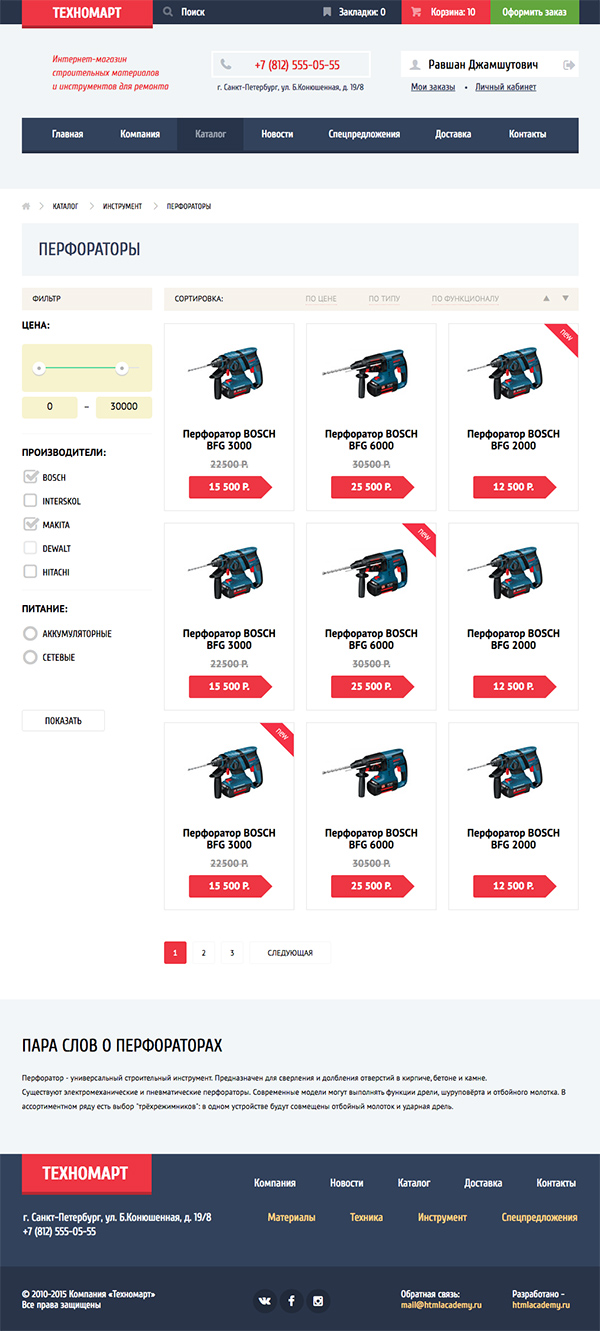 ТЕХНОМАРТ
Поиск
Закладки: 0
Корзина: 10
Оформить заказ
Интернет-магазин
строительных материалов
и инструментов для ремонта
+7 (812) 555-05-55
г. Санкт-Петербург, ул. Б.Конюшенная, д. 19/8
Равшан Джамшутович
Мои заказы • Личный кабинет
Главная
Компания
Каталог
Новости
Спецпредложения
Доставка
Контакты
КАТАЛОГ
ИНСТРУМЕНТ
ПЕРФОРАТОРЫ
ПЕРФОРАТОРЫ
ФИЛЬТР
ЦЕНА:
0 – 30000
ПРОИЗВОДИТЕЛИ:
BOSCH
INTERSKOL
MAKITA
DEWALT
HITACHI
ПИТАНИЕ:
АККУМУЛЯТОРНЫЕ
СЕТЕВЫЕ
ПОКАЗАТЬ
СОРТИРОВКА:
ПО ЦЕНЕ
ПО ТИПУ
ПО ФУНКЦИОНАЛУ
Перфоратор BOSCH
BFG 3000
22500 Р.
15 500 Р.
Перфоратор BOSCH
BFG 6000
30500 Р.
25 500 Р.
new
Перфоратор BOSCH
BFG 2000
12 500 Р.
Перфоратор BOSCH
BFG 3000
22500 Р.
15 500 Р.
new
Перфоратор BOSCH
BFG 6000
30500 Р.
25 500 Р.
Перфоратор BOSCH
BFG 2000
12 500 Р.
new
Перфоратор BOSCH
BFG 3000
22500 Р.
15 500 Р.
Перфоратор BOSCH
BFG 6000
30500 Р.
25 500 Р.
Перфоратор BOSCH
BFG 2000
12 500 Р.
1
2
3
СЛЕДУЮЩАЯ
ПАРА СЛОВ О ПЕРФОРАТОРАХ
Перфоратор - универсальный строительный инструмент. Предназначен для сверления и долбления отверстий в кирпиче, бетоне и камне.
Существуют электромеханические и пневматические перфораторы. Современные модели могут выполнять функции дрели, шуруповёрта и отбойного молотка. В
ассортиментном ряду есть выбор "трёхрежимников": в одном устройстве будут совмещены отбойный молоток и ударная дрель.
ТЕХНОМАРТ
Компания
Новости
Каталог
Доставка
Контакты
г. Санкт-Петербург, ул. Б.Конюшенная, д. 19/8
+7 (812) 555-05-55
Материалы
Техника
Инструмент
Спецпредложения
© 2010-2015 Компания «Техномарт»
Все права защищены
Обратная связь:
mail@htmlacademy.ru
Разработано –
htmlacademy.ru